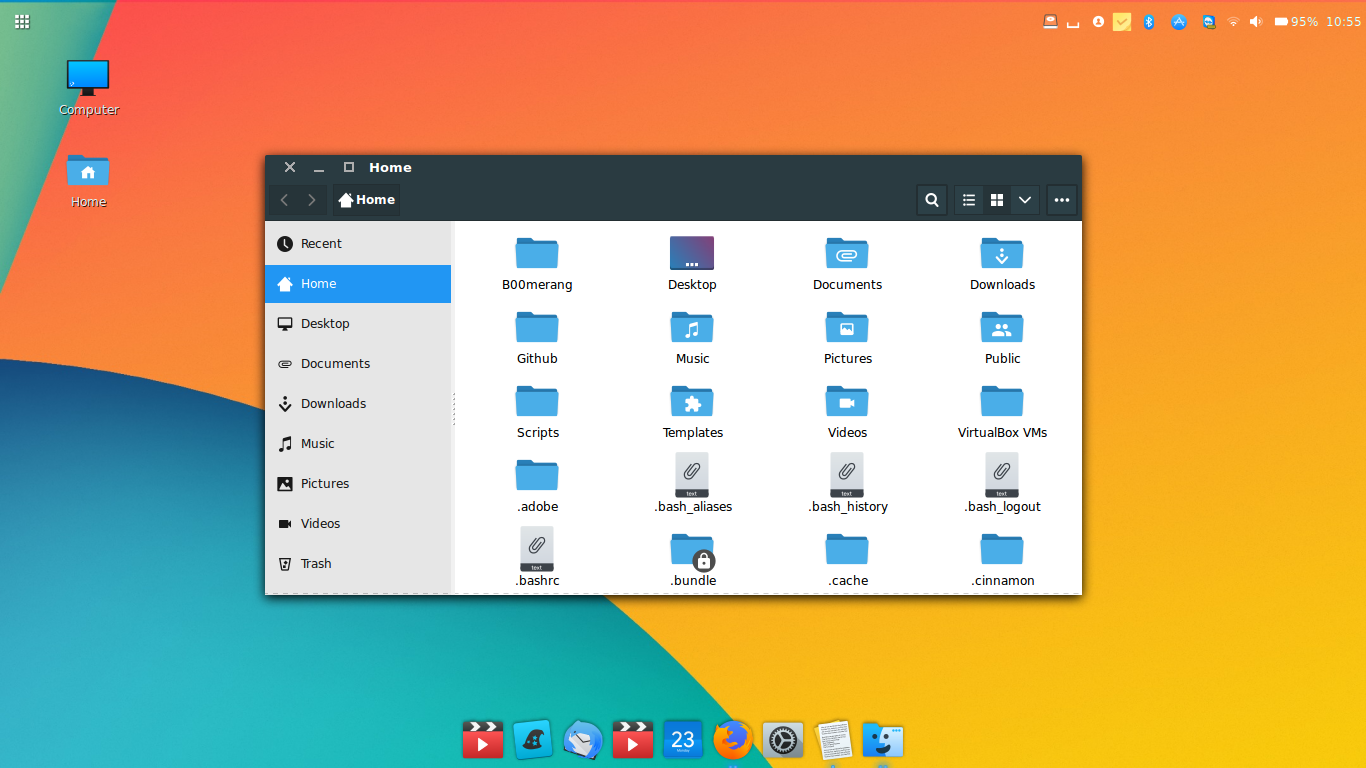 95% 10:55
Computer
Home
Home
Home
Recent
Home
Desktop
Documents
Downloads
Music
Pictures
Videos
Trash
B00merang Desktop Documents Downloads
Github Music Pictures Public
Scripts Templates Videos VirtualBox VMs
text text text
.adobe .bash_aliases .bash_history .bash_logout
text
.bashrc .bundle .cache .cinnamon
23
Monday